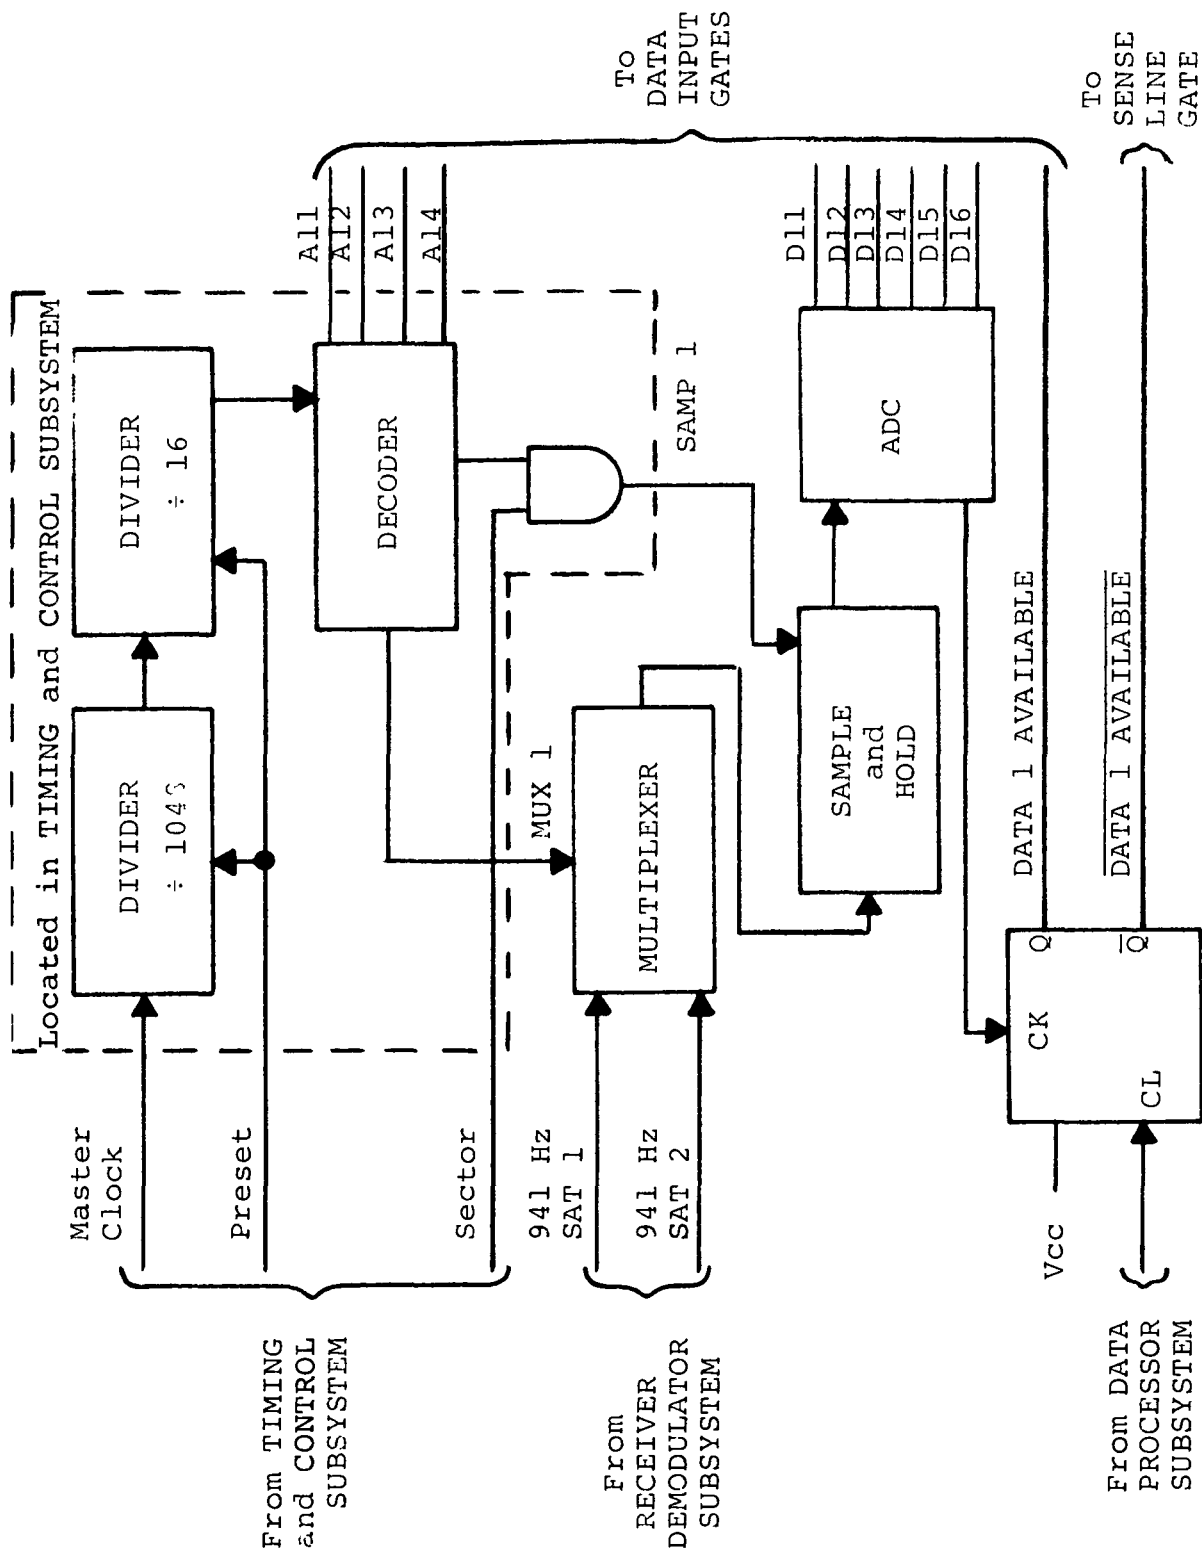 Located in TIMING and CONTROL SUBSYSTEM
From TIMING
and CONTROL
SUBSYSTEM
Master
Clock
Preset
Sector
DIVIDER
DIVIDER
÷ 16
DECODER
A11
A12
A13
A14
To
DATA
INPUT
GATES
From
RECEIVER
DEMODULATOR
SUBSYSTEM
941 Hz
SAT 1
941 Hz
SAT 2
MUX 1
MULTIPLEXER
SAMP 1
SAMPLE
and
HOLD
ADC
D11
D12
D13
D14
D15
D16
Vcc
CK
Q
CL
Q̅
DATA 1 AVAILABLE
DATA 1 AVAILABLE
From DATA
PROCESSOR
SUBSYSTEM
To
SENSE
LINE
GATE